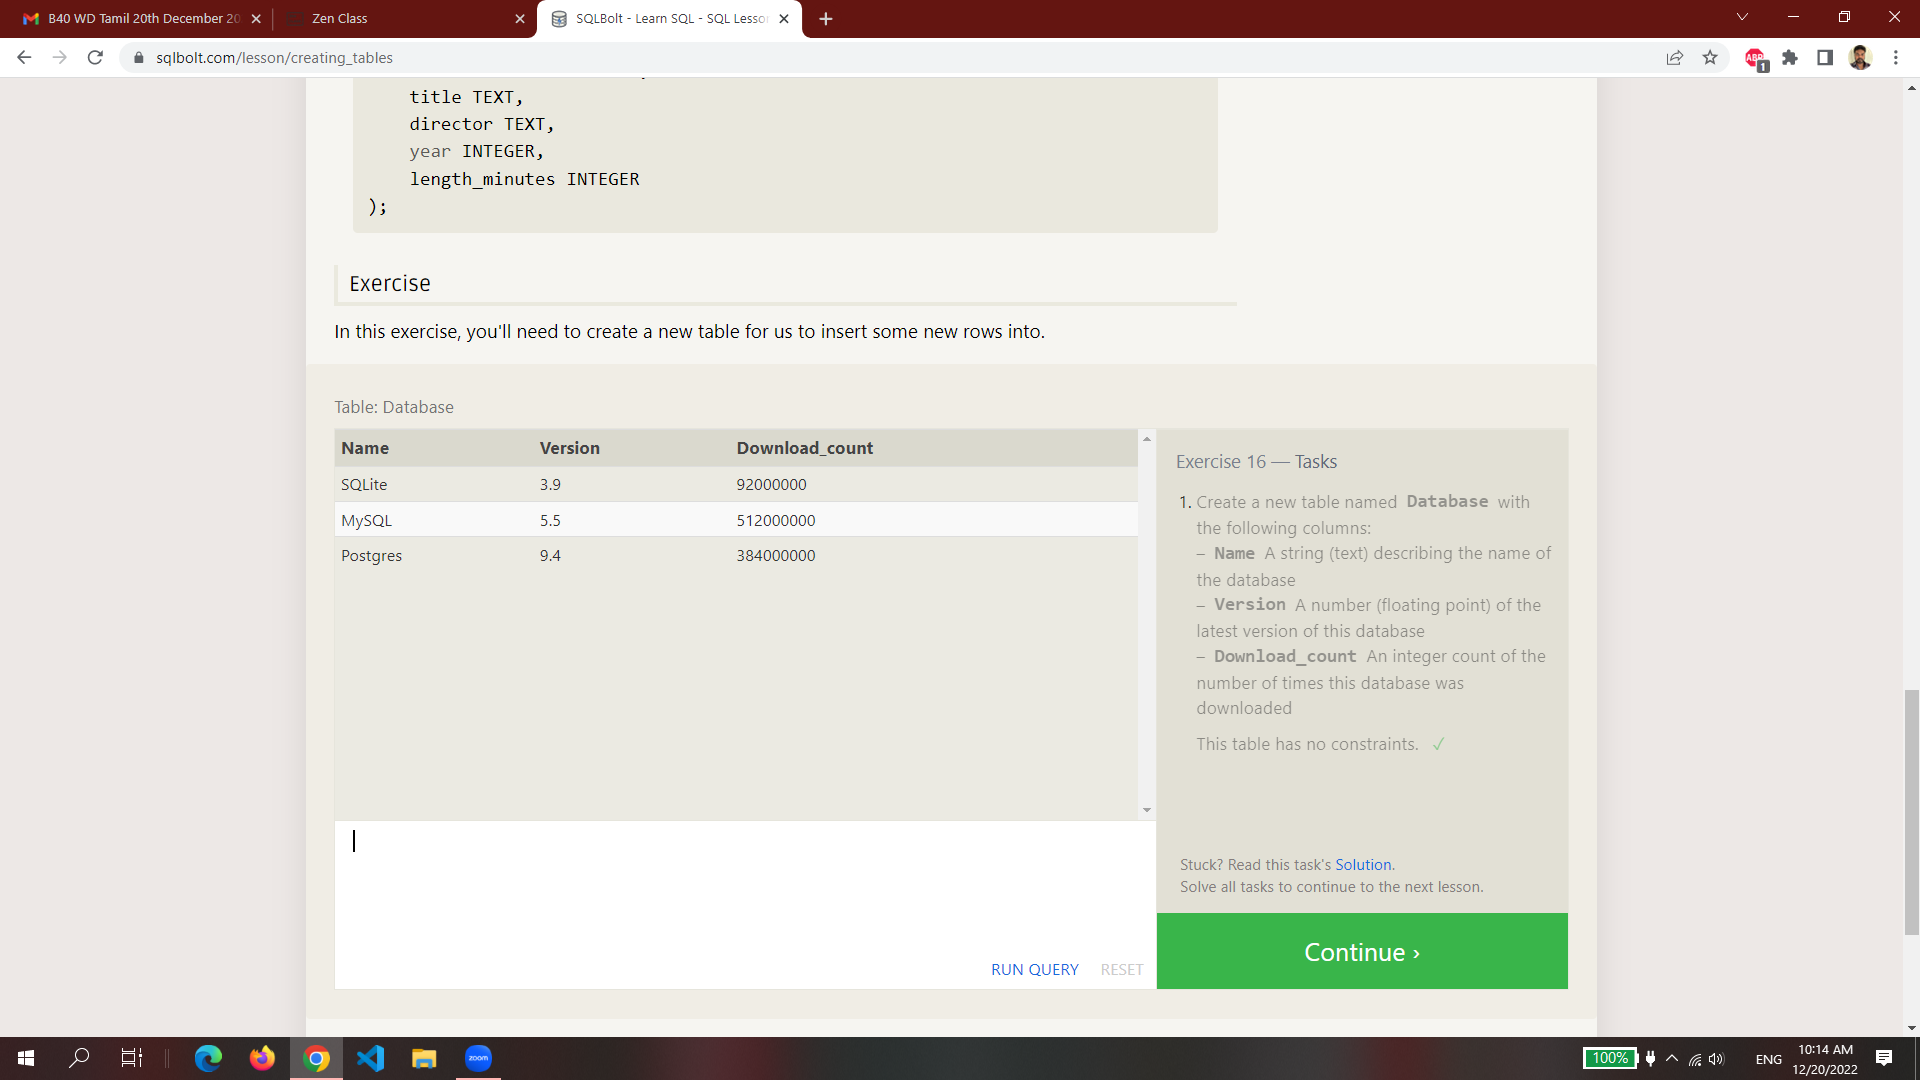 B40 WD Tamil 20th December 20
Zen Class
SQLBolt - Learn SQL - SQL Lesso
sqlbolt.com/lesson/creating_tables
ABP
1
title TEXT,
director TEXT,
year INTEGER,
length_minutes INTEGER
);
Exercise
In this exercise, you'll need to create a new table for us to insert some new rows into.
Table: Database
Name Version Download_count
SQLite 3.9 92000000
MySQL 5.5 512000000
Postgres 9.4 384000000
Exercise 16 — Tasks
1. Create a new table named Database with
the following columns:
– Name A string (text) describing the name of
the database
– Version A number (floating point) of the
latest version of this database
– Download_count An integer count of the
number of times this database was
downloaded
This table has no constraints. ✓
Stuck? Read this task's Solution.
Solve all tasks to continue to the next lesson.
RUN QUERY RESET
Continue ›
zoom
100%
ENG
10:14 AM
12/20/2022